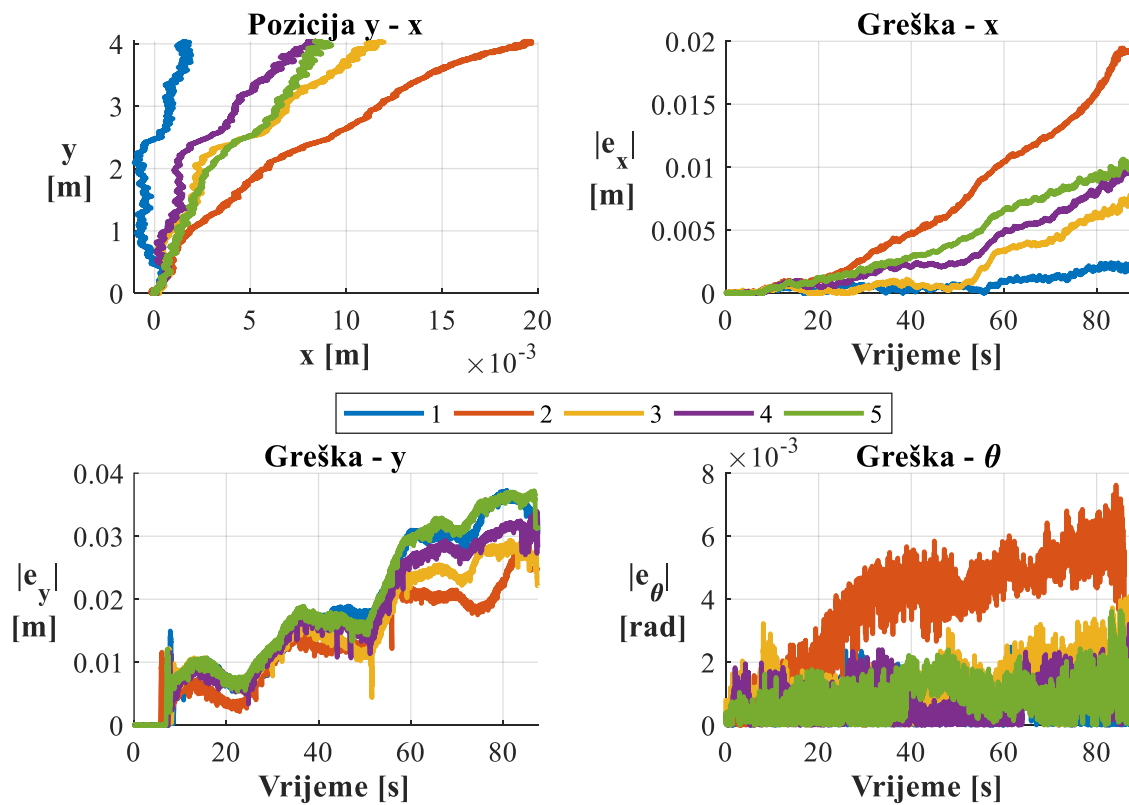 Pozicija y - x
4
3
2
1
0
y
[m]
0
5
10
15
20
x [m]
×10-3
Greška - x
0.02
0.015
0.01
0.005
0
|ex|
[m]
0
20
40
60
80
Vrijeme [s]
1 2 3 4 5
Greška - y
0.04
0.03
0.02
0.01
0
|ey|
[m]
0
20
40
60
80
Vrijeme [s]
×10-3
Greška - θ
8
6
4
2
0
|eθ|
[rad]
0
20
40
60
80
Vrijeme [s]